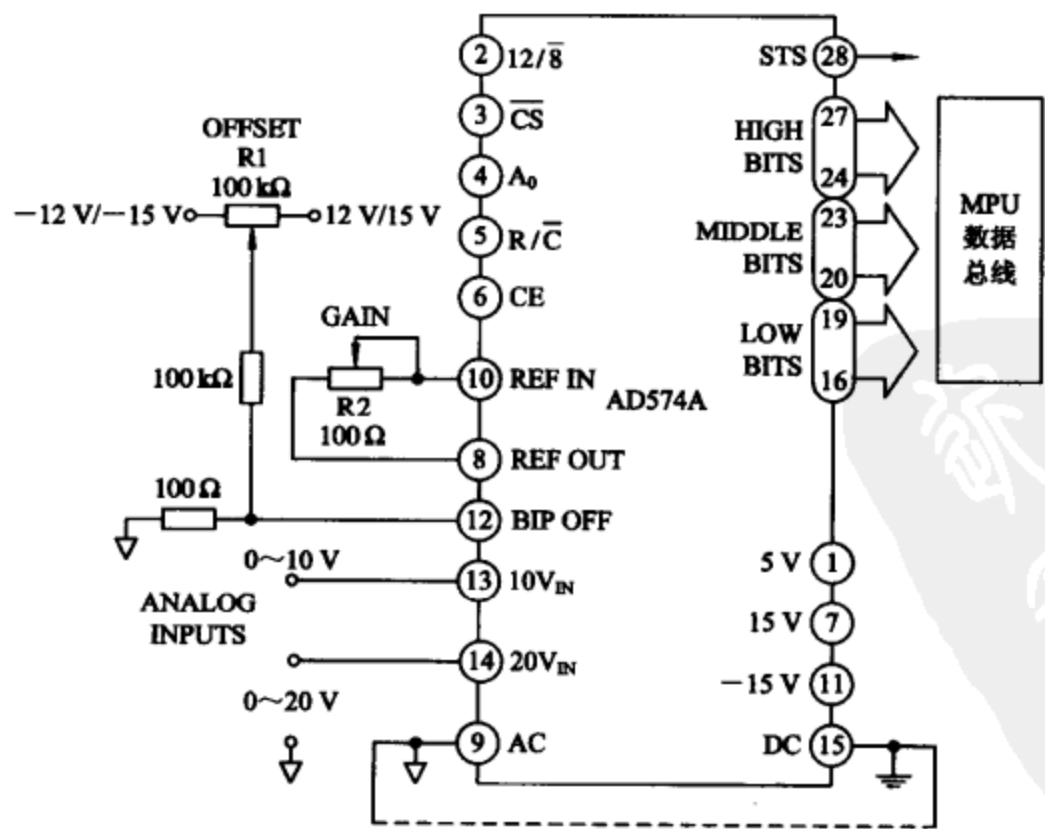 2 12/8̅
3 C̅S̅
4 A₀
5 R/C̅
6 CE
10 REF IN
8 REF OUT
12 BIP OFF
13 10V_IN
14 20V_IN
9 AC
OFFSET
R1
100 kΩ
−12 V/−15 V
12 V/15 V
100 kΩ
GAIN
R2
100 Ω
100 Ω
0～10 V
ANALOG
INPUTS
0～20 V
AD574A
STS 28
HIGH
BITS
27
24
MIDDLE
BITS
23
20
LOW
BITS
19
16
5 V 1
15 V 7
−15 V 11
DC 15
MPU
数据
总线